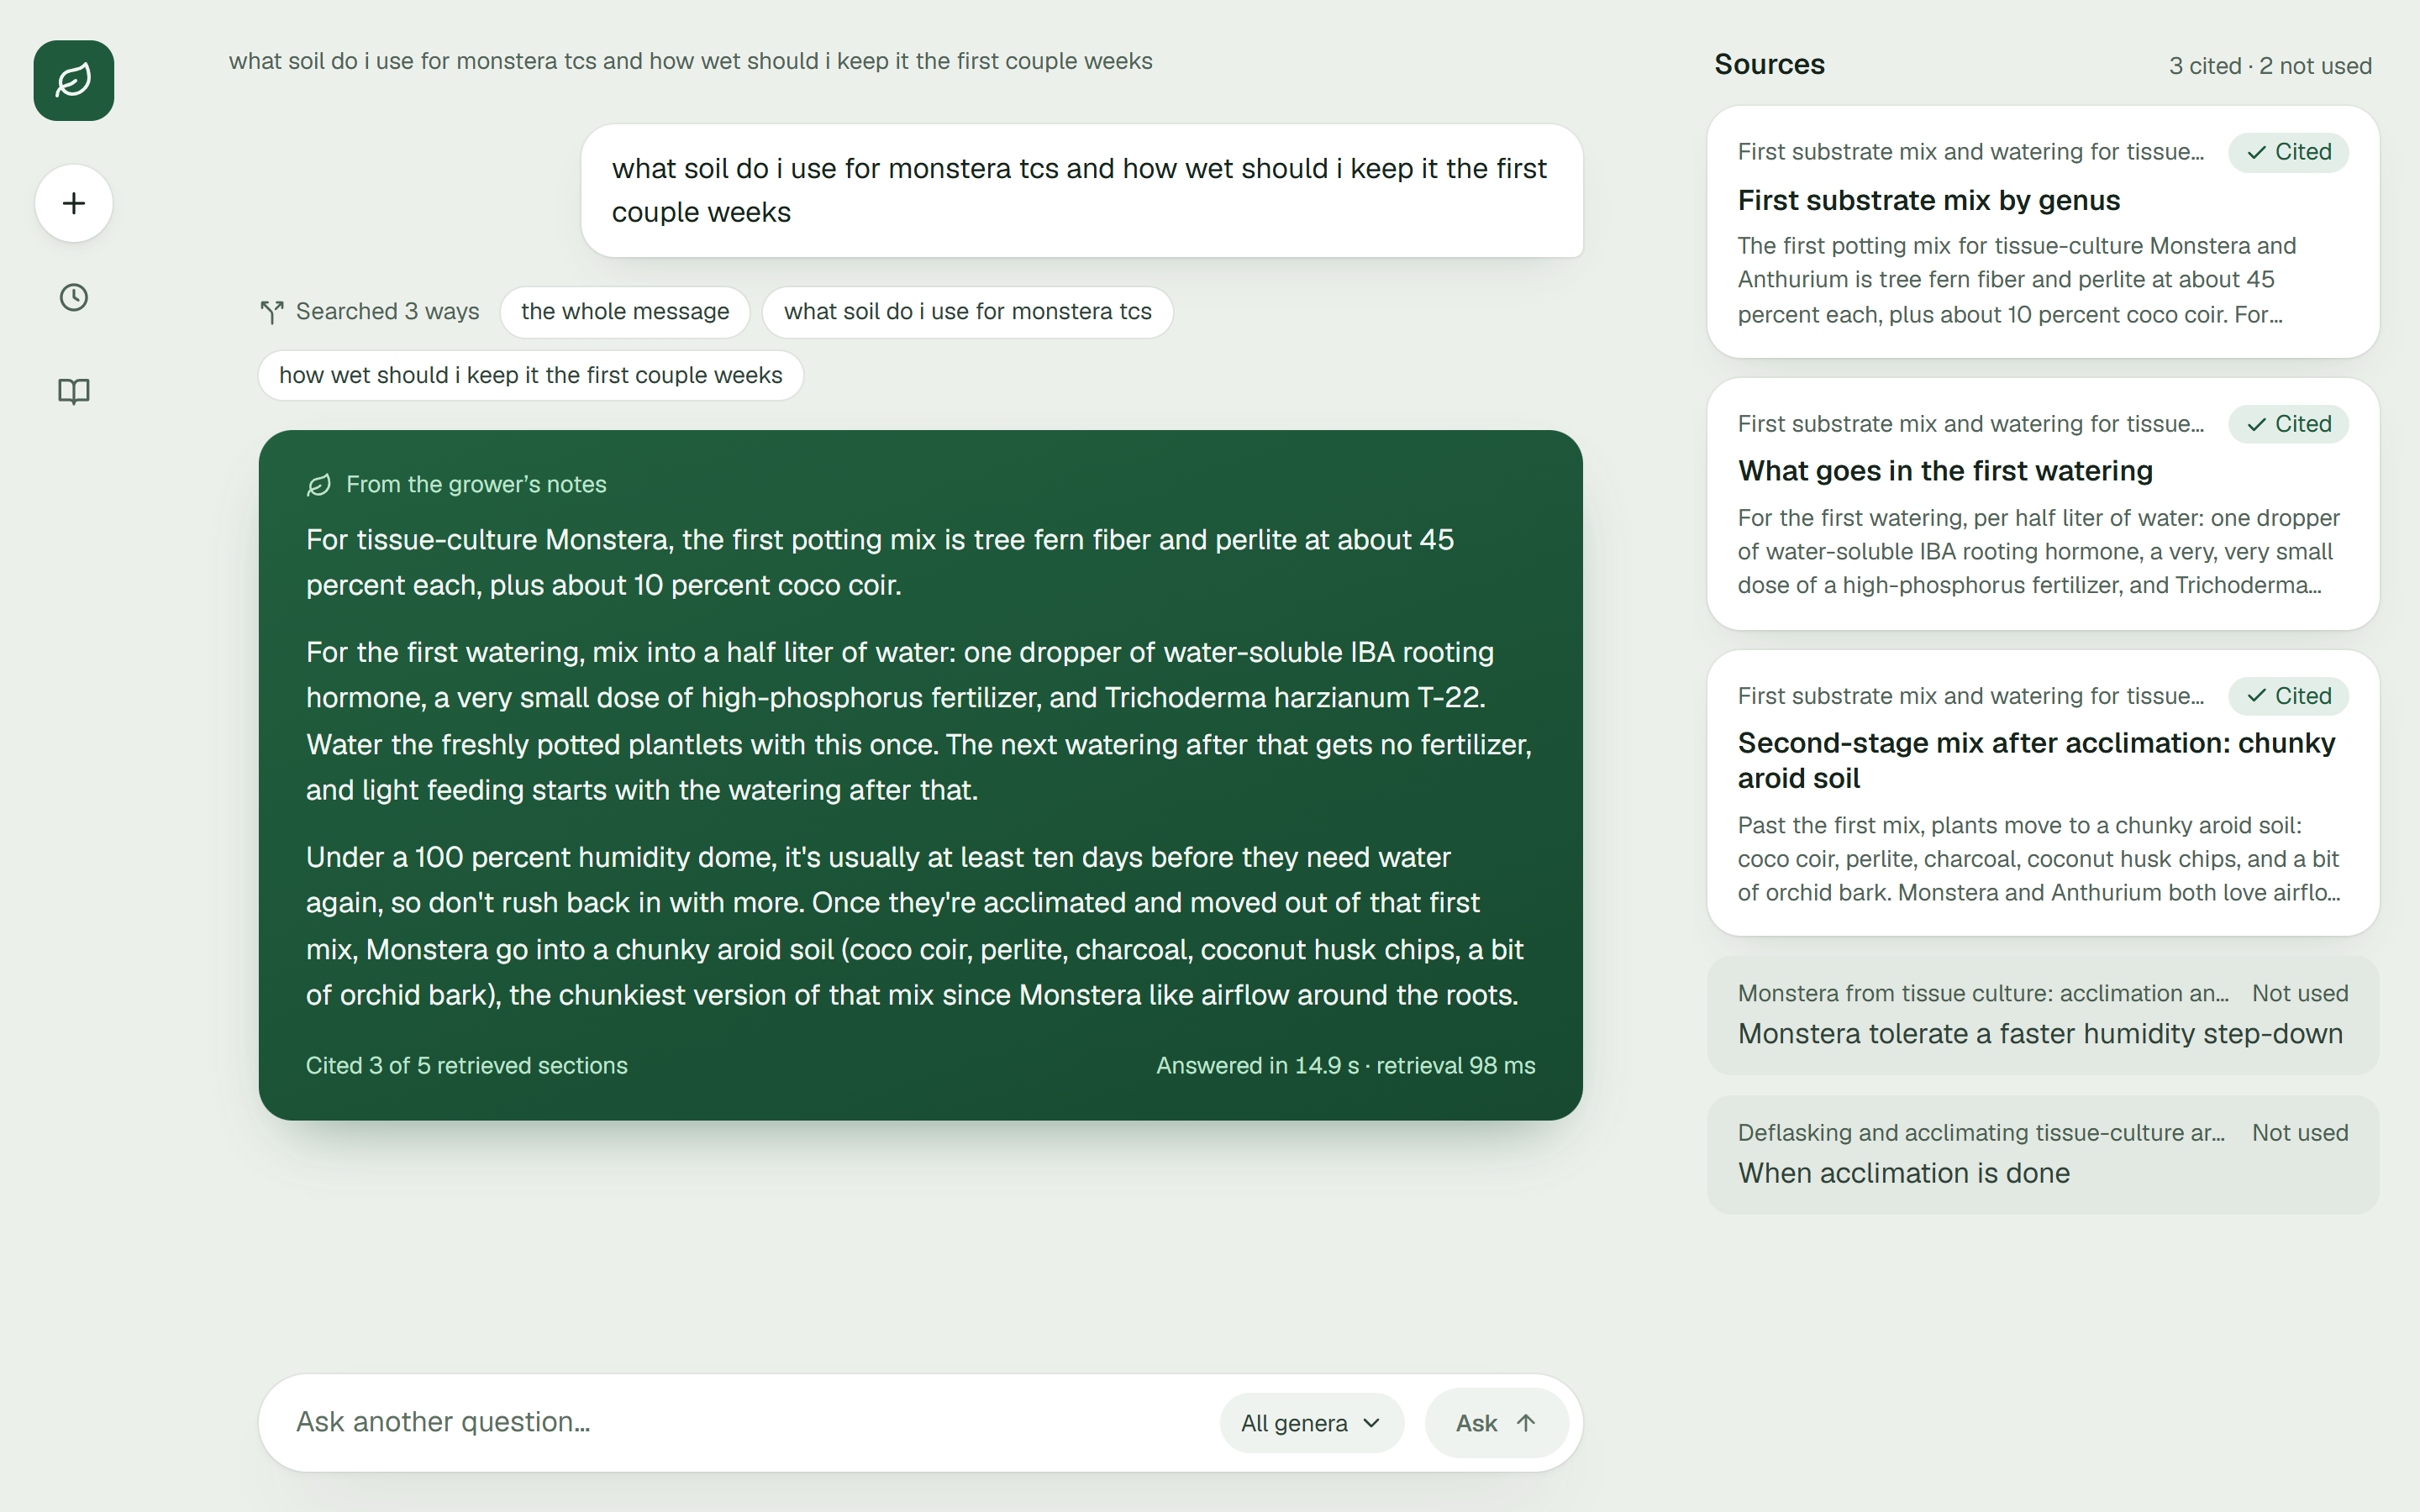 what soil do i use for monstera tcs and how wet should i keep it the first couple weeks
what soil do i use for monstera tcs and how wet should i keep it the first
couple weeks
Searched 3 ways
the whole message
what soil do i use for monstera tcs
how wet should i keep it the first couple weeks
From the grower’s notes
For tissue-culture Monstera, the first potting mix is tree fern fiber and perlite at about 45
percent each, plus about 10 percent coco coir.
For the first watering, mix into a half liter of water: one dropper of water-soluble IBA rooting
hormone, a very small dose of high-phosphorus fertilizer, and Trichoderma harzianum T-22.
Water the freshly potted plantlets with this once. The next watering after that gets no fertilizer,
and light feeding starts with the watering after that.
Under a 100 percent humidity dome, it's usually at least ten days before they need water
again, so don't rush back in with more. Once they're acclimated and moved out of that first
mix, Monstera go into a chunky aroid soil (coco coir, perlite, charcoal, coconut husk chips, a bit
of orchid bark), the chunkiest version of that mix since Monstera like airflow around the roots.
Cited 3 of 5 retrieved sections
Answered in 14.9 s · retrieval 98 ms
Ask another question…
All genera
Ask
Sources
3 cited · 2 not used
First substrate mix and watering for tissue…
Cited
First substrate mix by genus
The first potting mix for tissue-culture Monstera and
Anthurium is tree fern fiber and perlite at about 45
percent each, plus about 10 percent coco coir. For…
First substrate mix and watering for tissue…
Cited
What goes in the first watering
For the first watering, per half liter of water: one dropper
of water-soluble IBA rooting hormone, a very, very small
dose of a high-phosphorus fertilizer, and Trichoderma…
First substrate mix and watering for tissue…
Cited
Second-stage mix after acclimation: chunky
aroid soil
Past the first mix, plants move to a chunky aroid soil:
coco coir, perlite, charcoal, coconut husk chips, and a bit
of orchid bark. Monstera and Anthurium both love airflo…
Monstera from tissue culture: acclimation an…
Not used
Monstera tolerate a faster humidity step-down
Deflasking and acclimating tissue-culture ar…
Not used
When acclimation is done